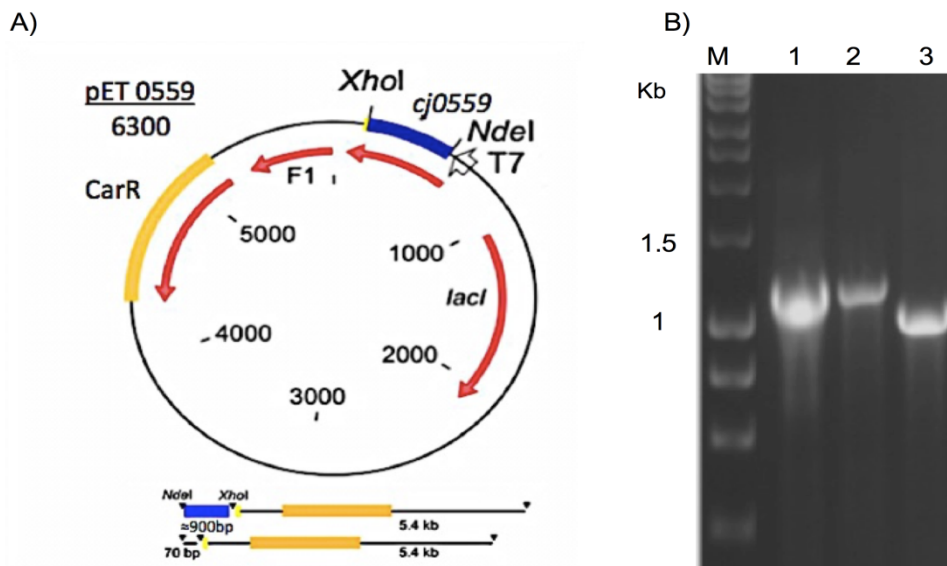 A)
pET 0559
6300
XhoI
cj0559
NdeI
T7
CarR
F1
5000
1000
lacI
4000
2000
3000
NdeI XhoI
≈900bp 5.4 kb
70 bp 5.4 kb
B)
M 1 2 3
Kb
1.5
1